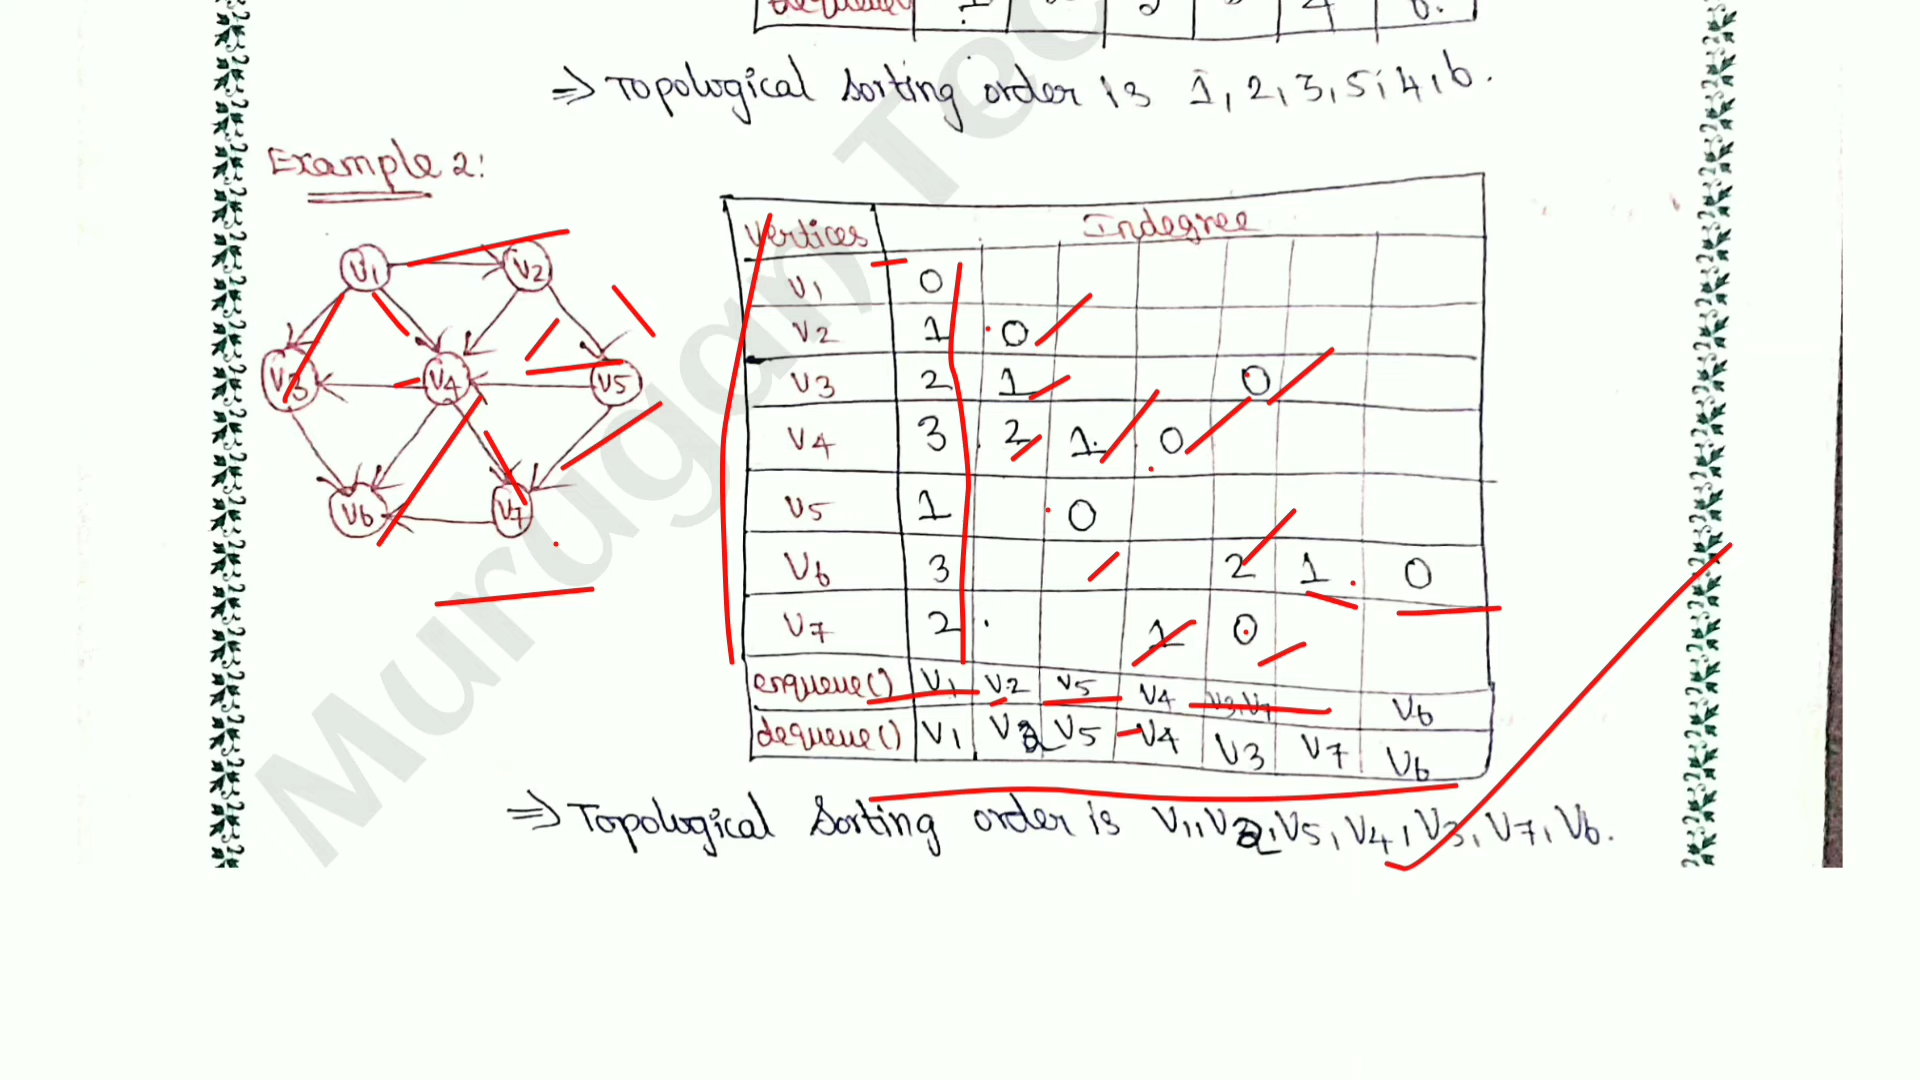 dequeue()
⇒ Topological sorting order is 1, 2, 3, 5, 4, 6.
Example 2:
V1 V2
V3 V4 V5
V6 V7
Vertices Indegree
V1 0
V2 1 0
V3 2 1 0
V4 3 2 1 0
V5 1 0
V6 3 2 1 0
V7 2 1 0
enqueue() V1 V2 V5 V4 V3,V7 V6
dequeue() V1 V2 V5 V4 V3 V7 V6
⇒ Topological sorting order is V1, V2, V5, V4, V3, V7, V6.
Murugan Tec